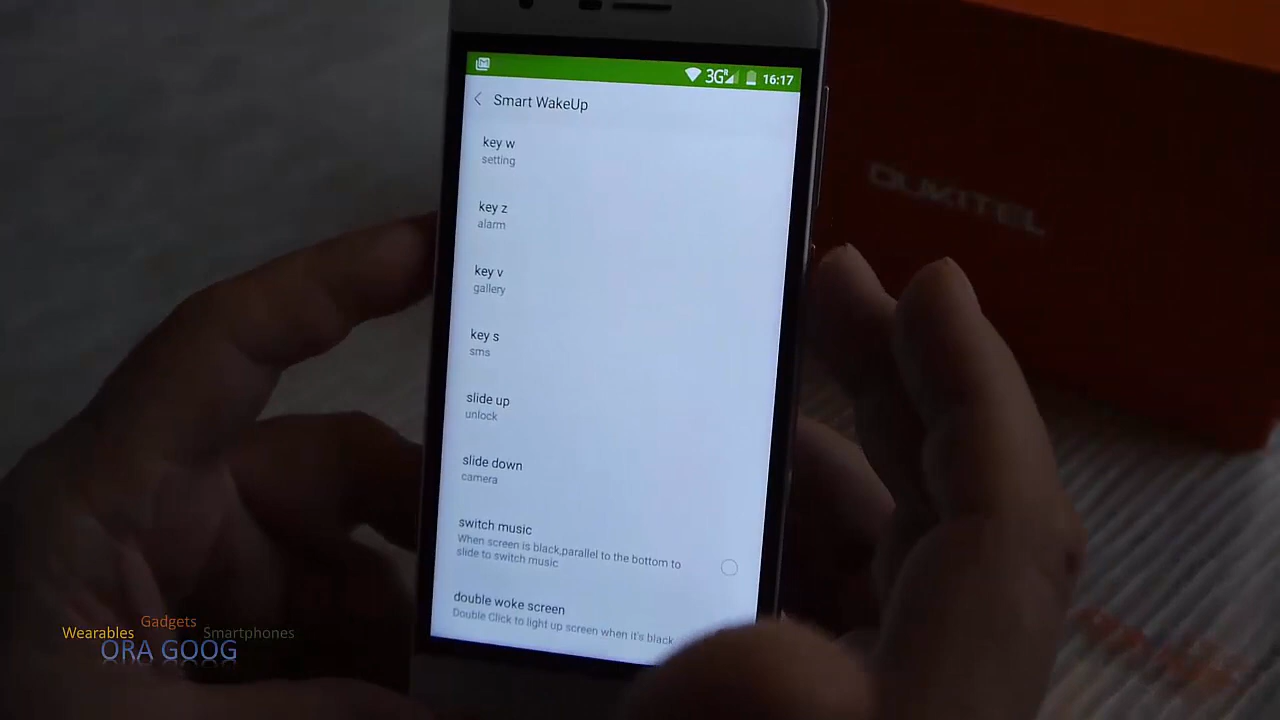 3G R 16:17
Smart WakeUp
key w
setting
key z
alarm
key v
gallery
key s
sms
slide up
unlock
slide down
camera
switch music
When screen is black,parallel to the bottom to
slide to switch music
double woke screen
Double Click to light up screen when it's black
OUKITEL
Gadgets
Wearables Smartphones
ORA GOOG